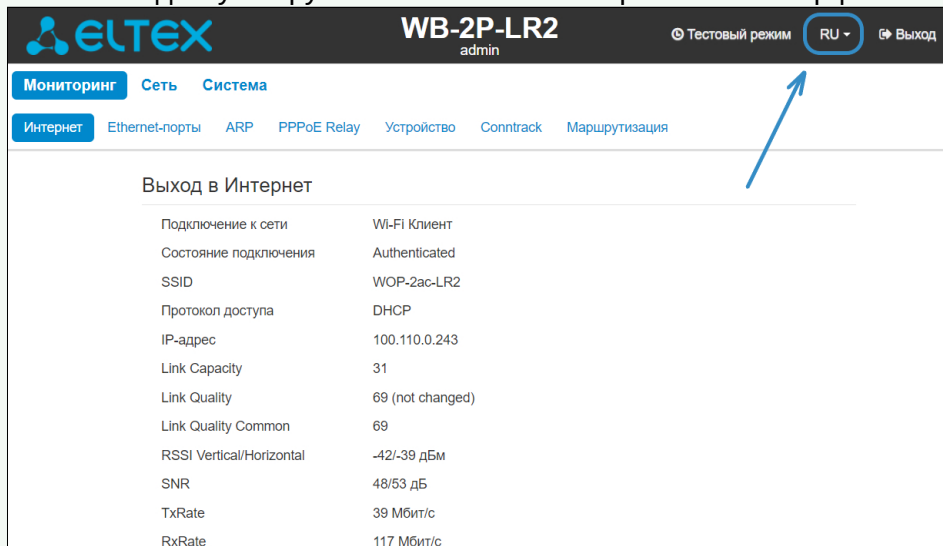 ELTEX WB-2P-LR2 Тестовый режим RU Выход
admin
Мониторинг Сеть Система
Интернет Ethernet-порты ARP PPPoE Relay Устройство Conntrack Маршрутизация
Выход в Интернет
Подключение к сети Wi-Fi Клиент
Состояние подключения Authenticated
SSID WOP-2ac-LR2
Протокол доступа DHCP
IP-адрес 100.110.0.243
Link Capacity 31
Link Quality 69 (not changed)
Link Quality Common 69
RSSI Vertical/Horizontal -42/-39 дБм
SNR 48/53 дБ
TxRate 39 Мбит/с
RxRate 117 Мбит/с